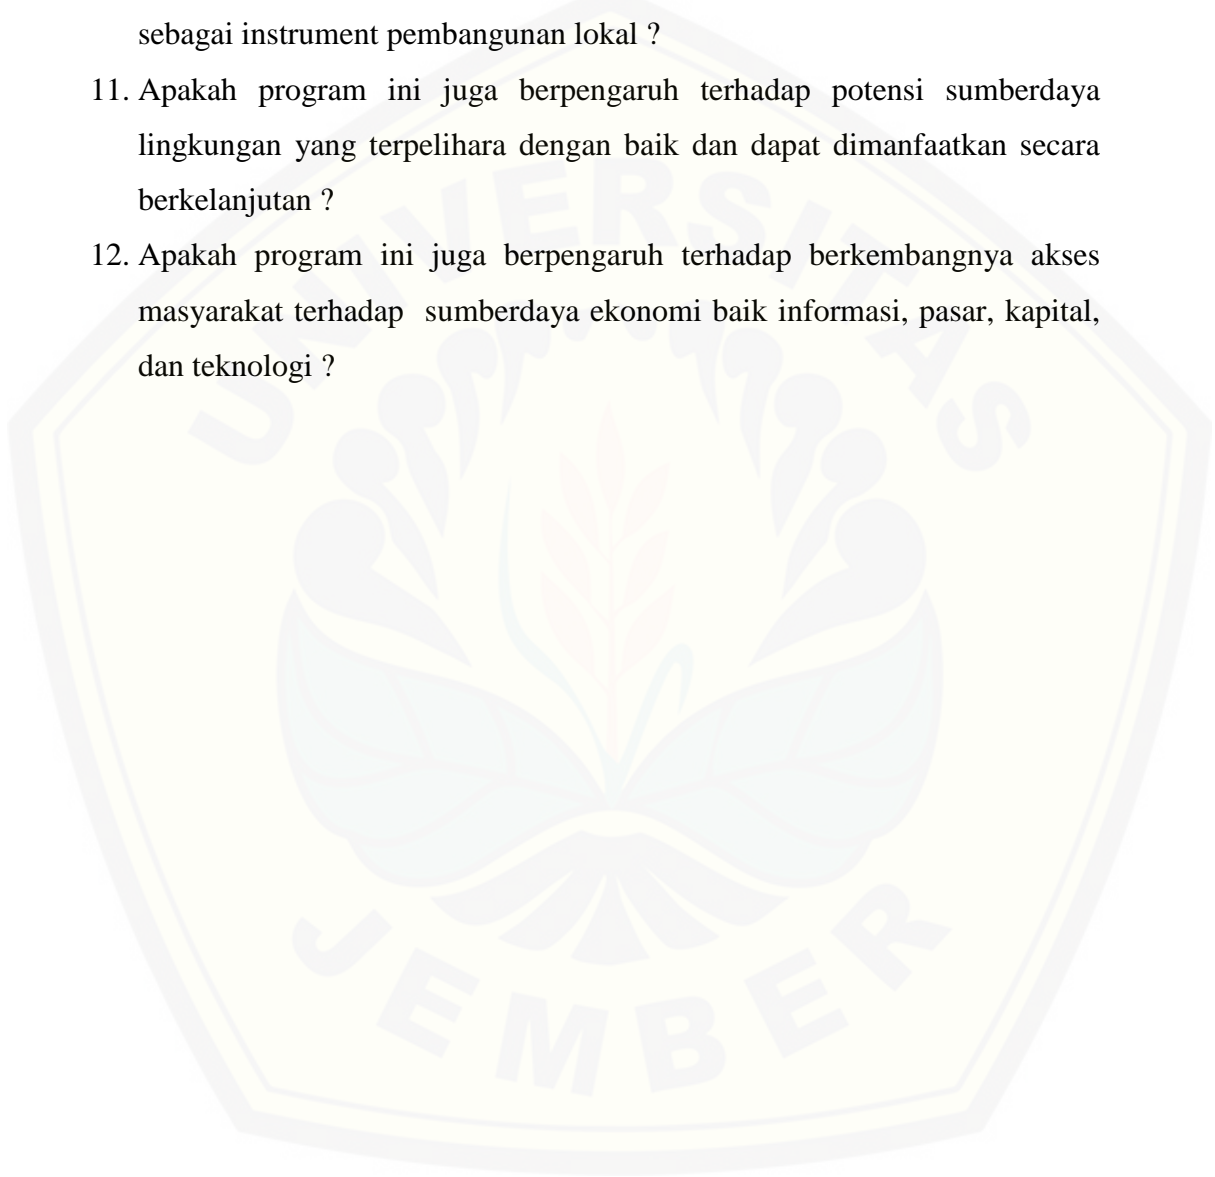 sebagai instrument pembangunan lokal ?
11. Apakah program ini juga berpengaruh terhadap potensi sumberdaya
lingkungan yang terpelihara dengan baik dan dapat dimanfaatkan secara
berkelanjutan ?
12. Apakah program ini juga berpengaruh terhadap berkembangnya akses
masyarakat terhadap sumberdaya ekonomi baik informasi, pasar, kapital,
dan teknologi ?
UNIVERSITAS
JEMBER